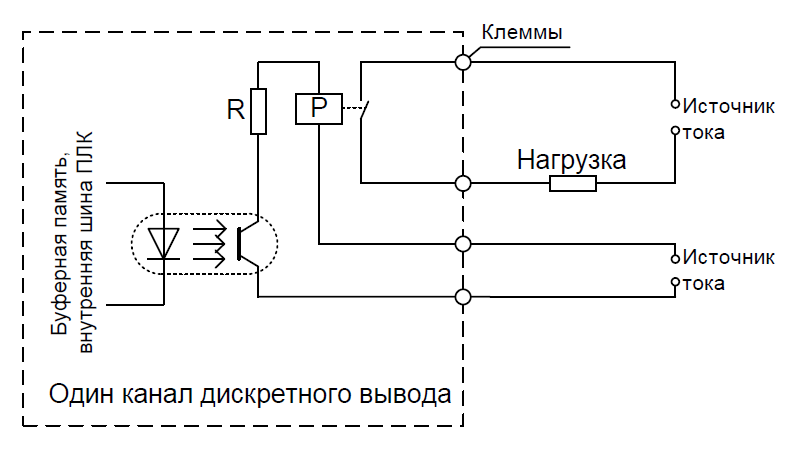 Клеммы
R
P
Источник
тока
Нагрузка
Буферная память,
внутренняя шина ПЛК
Источник
тока
Один канал дискретного вывода